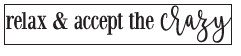 relax & accept the crazy